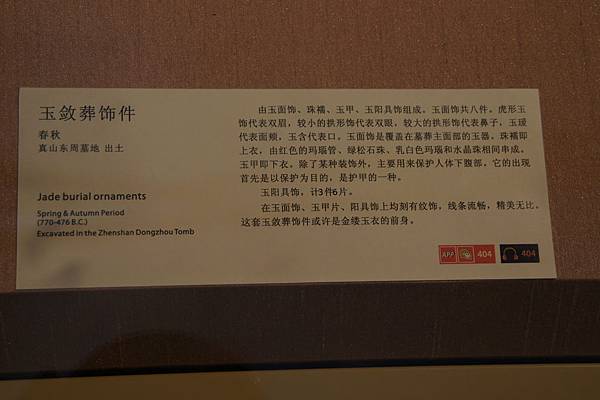 玉敛葬饰件
春秋
真山东周墓地 出土
Jade burial ornaments
Spring & Autumn Period
(770-476 B.C.)
Excavated in the Zhenshan Dongzhou Tomb
由玉面饰、珠襦、玉甲、玉阳具饰组成。玉面饰共八件。虎形玉
饰代表双眉，较小的拱形饰代表双眼，较大的拱形饰代表鼻子，玉瑗
代表面颊，玉含代表口。玉面饰是覆盖在墓葬主面部的玉器。珠襦即
上衣，由红色的玛瑙管、绿松石珠、乳白色玛瑙和水晶珠相间串成。
玉甲即下衣。除了某种装饰外，主要用来保护人体下腹部，它的出现
首先是以保护为目的，是护甲的一种。
玉阳具饰，计3件6片。
在玉面饰、玉甲片、阳具饰上均刻有纹饰，线条流畅，精美无比。
这套玉敛葬饰件或许是金缕玉衣的前身。
APP 404 404